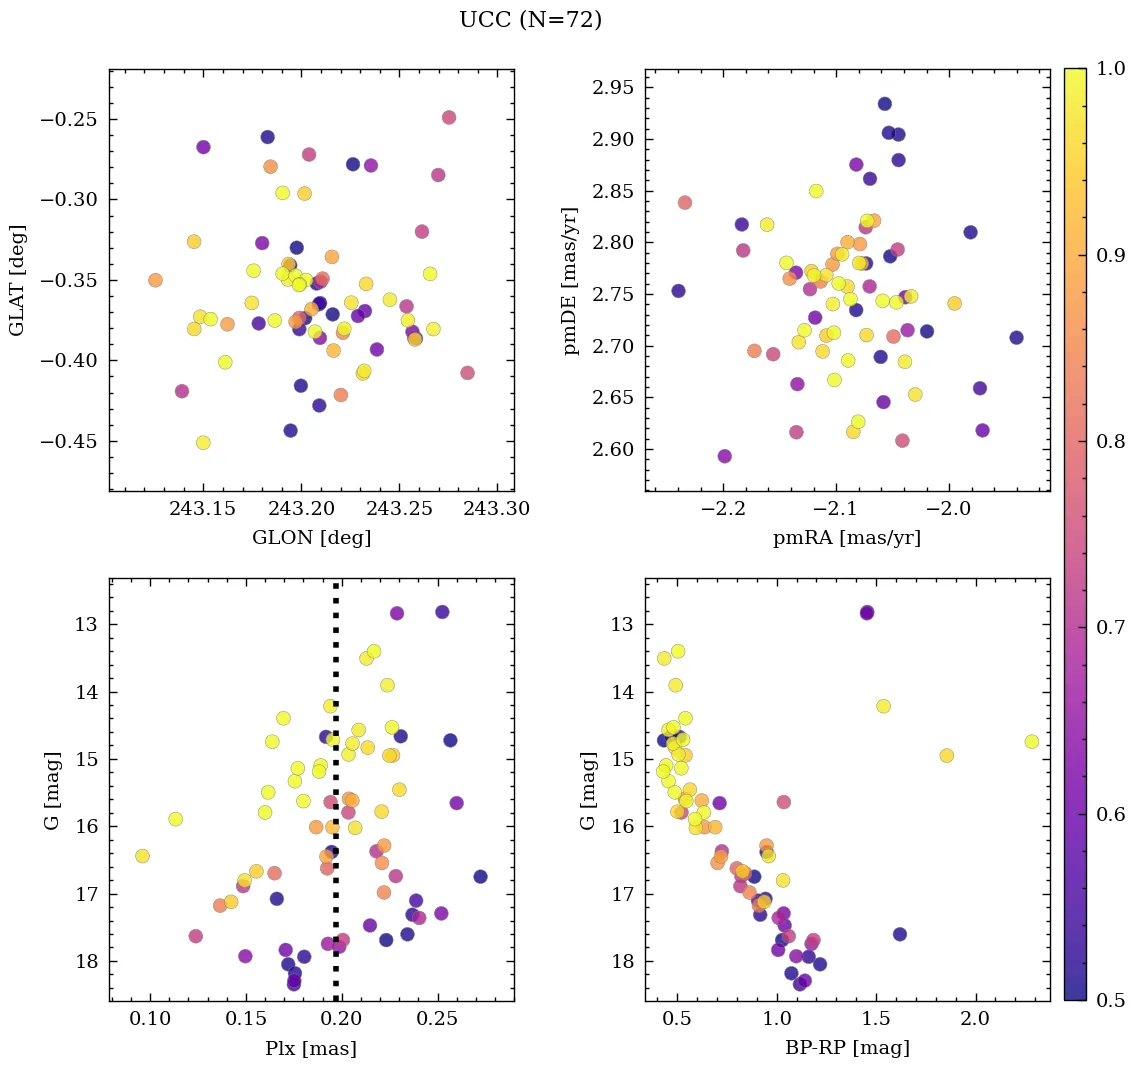 UCC (N=72)
−0.25
−0.30
−0.35
−0.40
−0.45
GLAT [deg]
243.15 243.20 243.25 243.30
GLON [deg]
2.95
2.90
2.85
2.80
2.75
2.70
2.65
2.60
pmDE [mas/yr]
−2.2 −2.1 −2.0
pmRA [mas/yr]
13
14
15
16
17
18
G [mag]
0.10 0.15 0.20 0.25
Plx [mas]
13
14
15
16
17
18
G [mag]
0.5 1.0 1.5 2.0
BP-RP [mag]
1.0
0.9
0.8
0.7
0.6
0.5